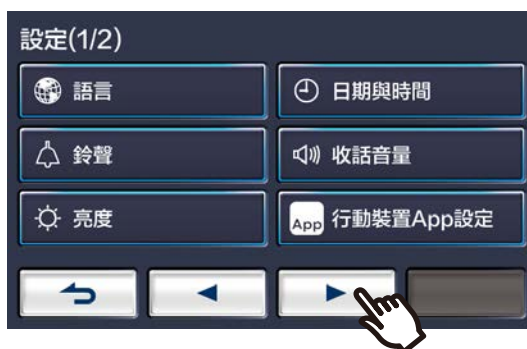 設定(1/2)
語言
日期與時間
鈴聲
收話音量
亮度
App 行動裝置App設定